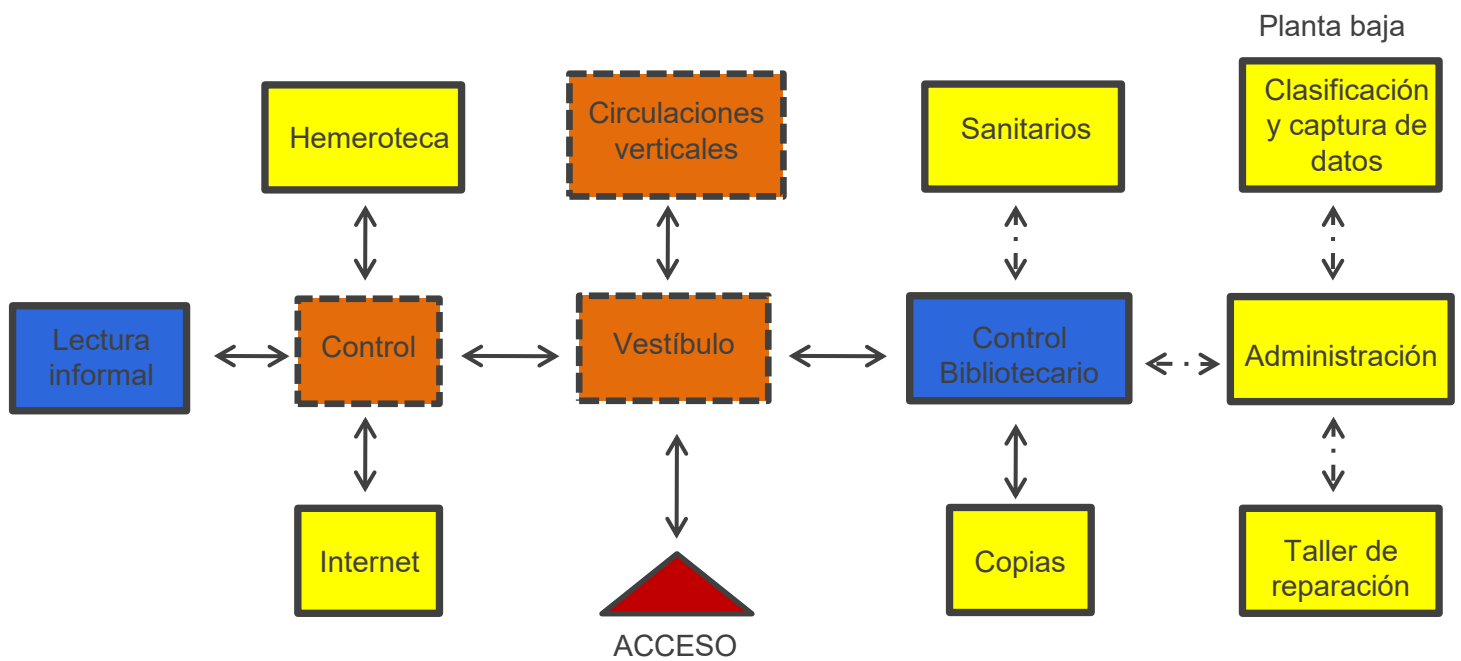 Planta baja
Hemeroteca
Circulaciones
verticales
Sanitarios
Clasificación
y captura de
datos
Lectura
informal
Control
Vestíbulo
Control
Bibliotecario
Administración
Internet
Copias
Taller de
reparación
ACCESO